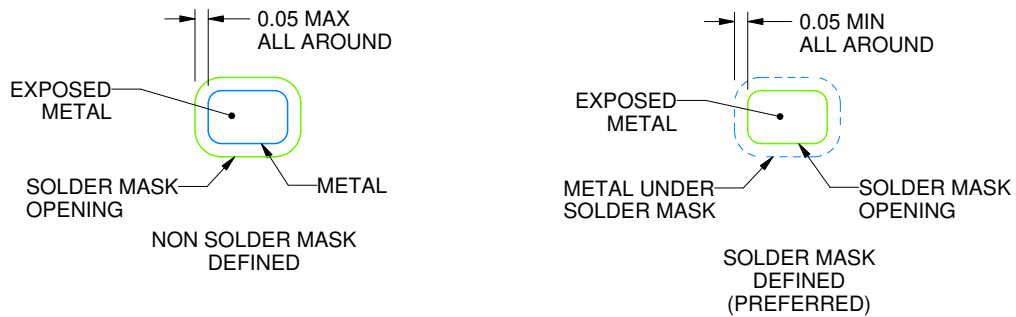 0.05 MAX
ALL AROUND
EXPOSED
METAL
SOLDER MASK
OPENING
METAL
NON SOLDER MASK
DEFINED
0.05 MIN
ALL AROUND
EXPOSED
METAL
METAL UNDER
SOLDER MASK
SOLDER MASK
OPENING
SOLDER MASK
DEFINED
(PREFERRED)